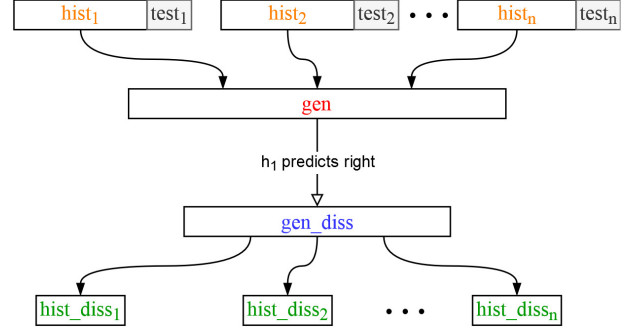 hist₁ test₁ hist₂ test₂ • • • histₙ testₙ
gen
h₁ predicts right
gen_diss
hist_diss₁ hist_diss₂ • • • hist_dissₙ